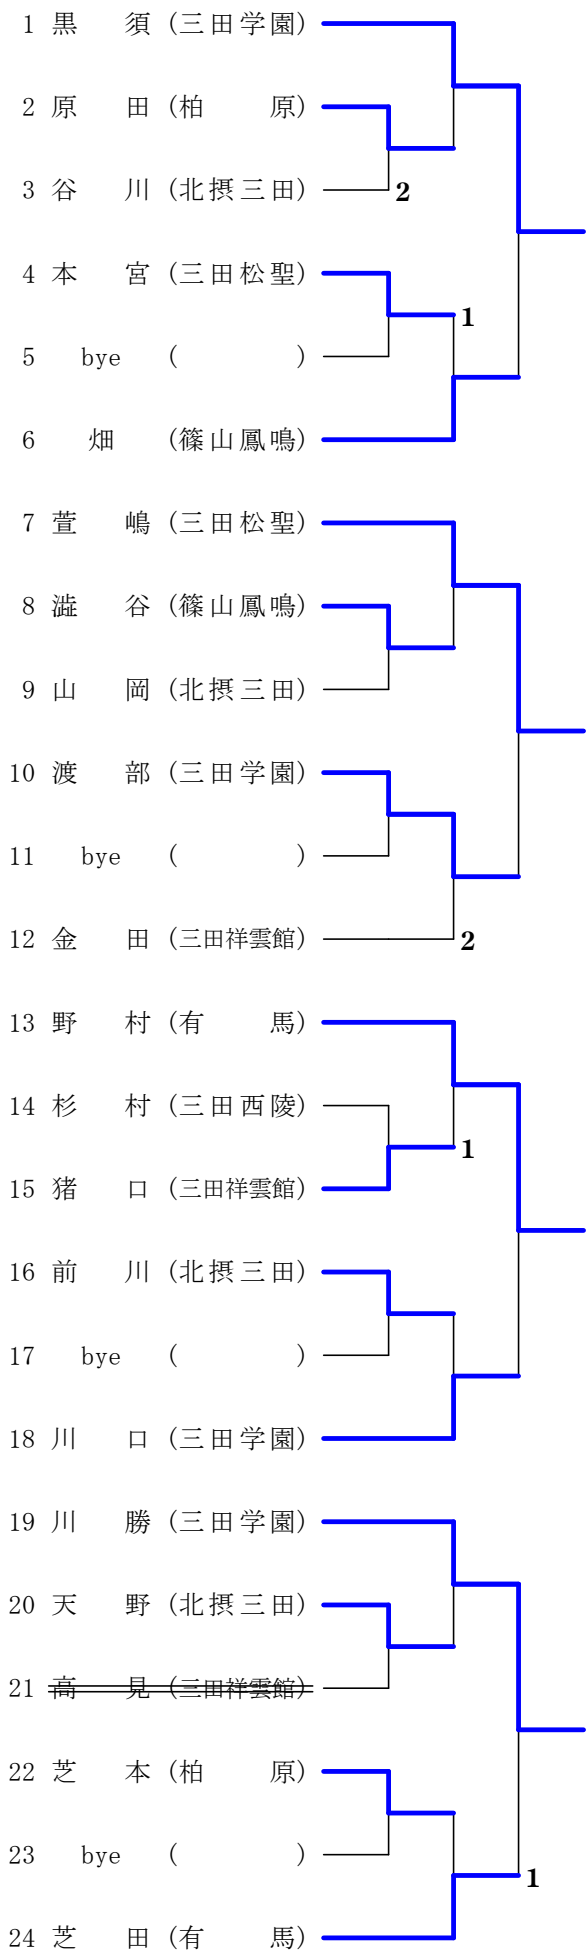 1 黒 須 (三田学園)
2 原 田 (柏 原)
3 谷 川 (北摂三田) 2
4 本 宮 (三田松聖)
1
5 bye ( )
6 畑 (篠山鳳鳴)
7 萱 嶋 (三田松聖)
8 澁 谷 (篠山鳳鳴)
9 山 岡 (北摂三田)
10 渡 部 (三田学園)
11 bye ( )
12 金 田 (三田祥雲館) 2
13 野 村 (有 馬)
14 杉 村 (三田西陵)
1
15 猪 口 (三田祥雲館)
16 前 川 (北摂三田)
17 bye ( )
18 川 口 (三田学園)
19 川 勝 (三田学園)
20 天 野 (北摂三田)
21 高 見 (三田祥雲館)
22 芝 本 (柏 原)
23 bye ( )
1
24 芝 田 (有 馬)